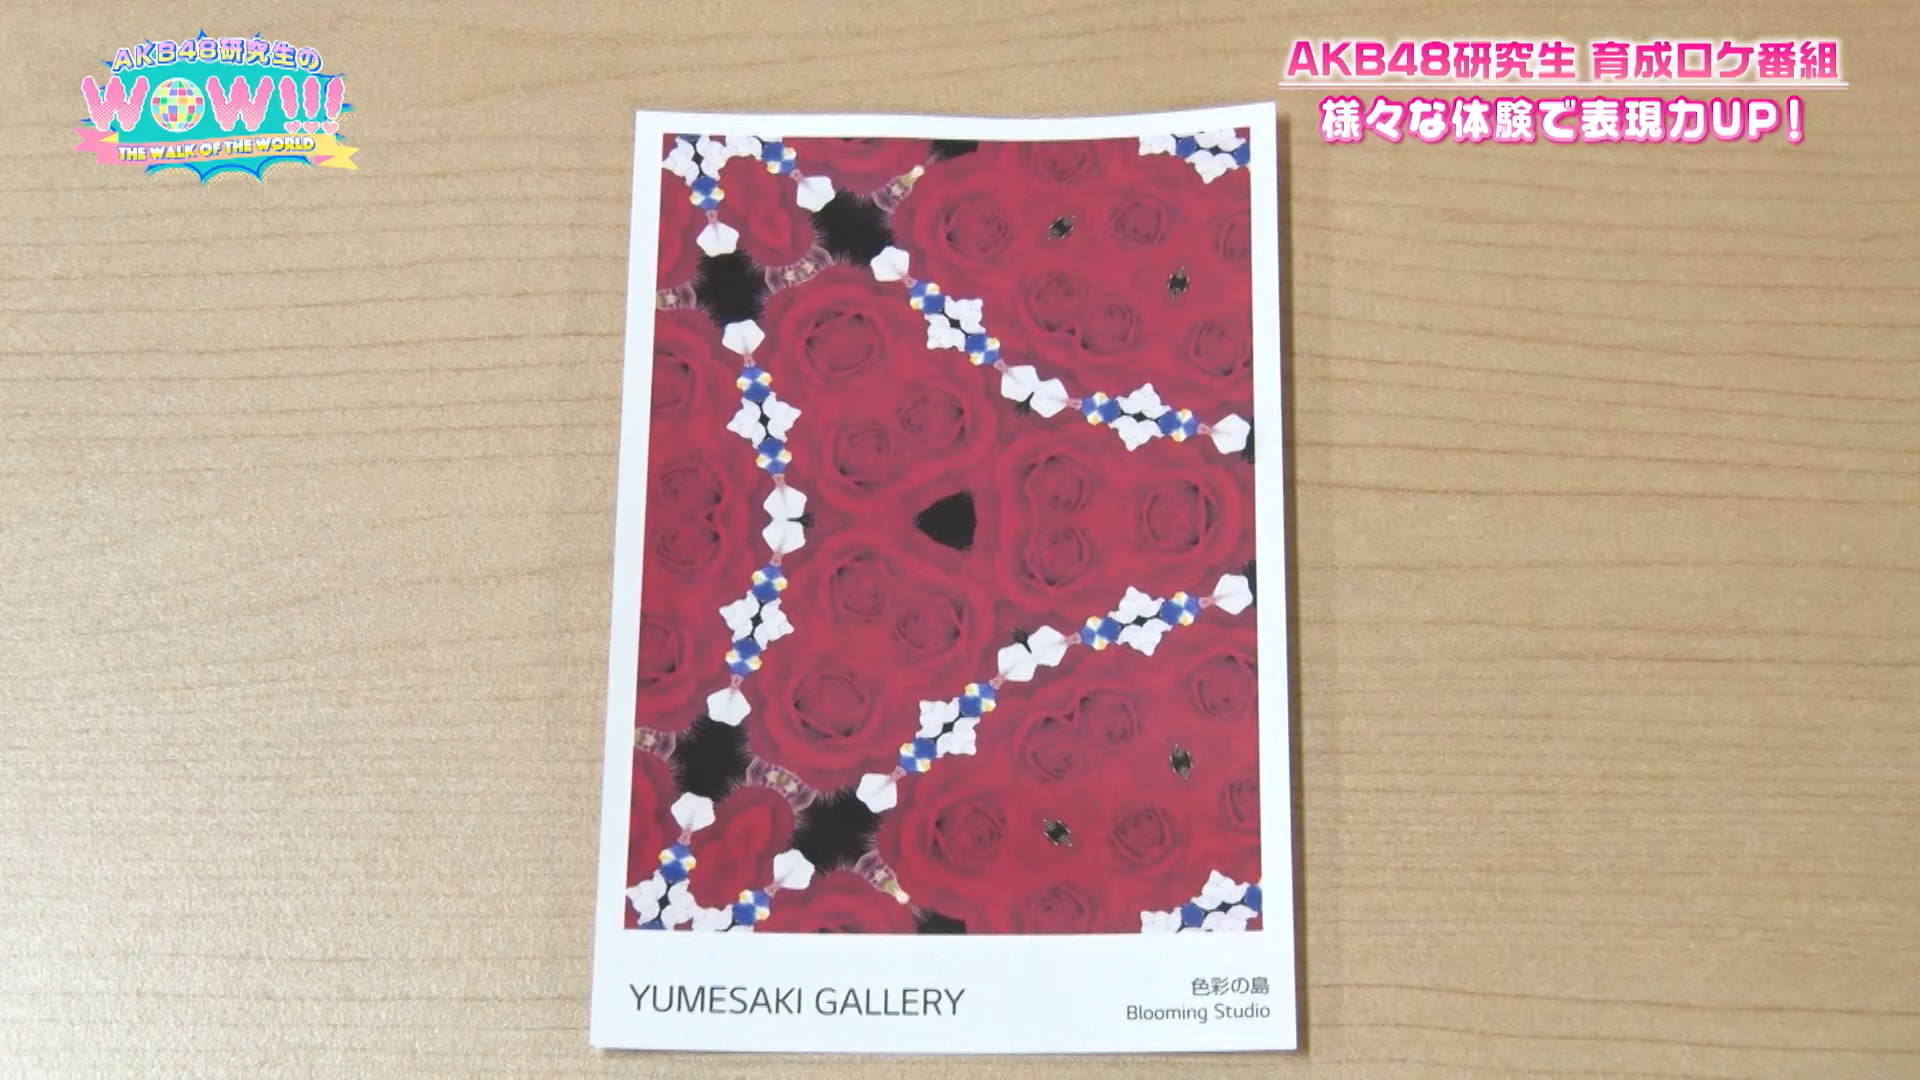 AKB48研究生の
WOW!!!
THE WALK OF THE WORLD
AKB48研究生 育成ロケ番組
様々な体験で表現力UP!
YUMESAKI GALLERY
色彩の島
Blooming Studio